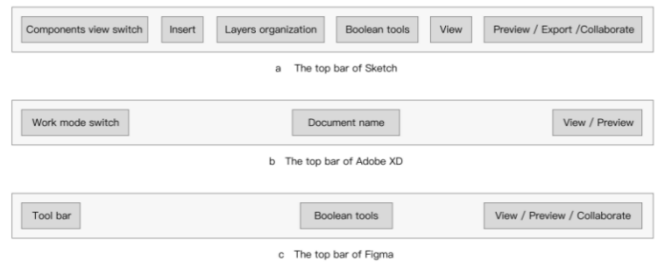 Components view switch Insert Layers organization Boolean tools View Preview / Export /Collaborate
a The top bar of Sketch
Work mode switch Document name View / Preview
b The top bar of Adobe XD
Tool bar Boolean tools View / Preview / Collaborate
c The top bar of Figma